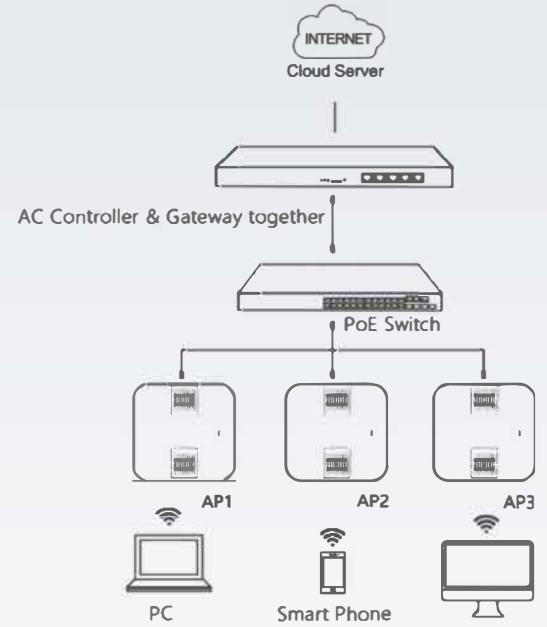 INTERNET
Cloud Server
AC Controller & Gateway together
PoE Switch
AP1
AP2
AP3
PC
Smart Phone